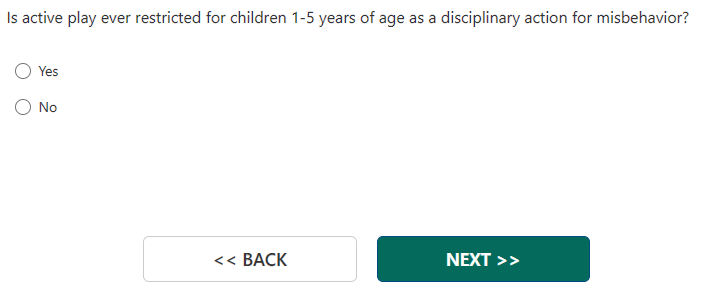 Is active play ever restricted for children 1-5 years of age as a disciplinary action for misbehavior?
Yes
No
<< BACK
NEXT >>